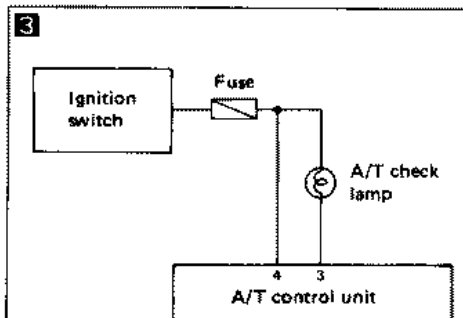 3
Fuse
Ignition
switch
A/T check
lamp
4 3
A/T control unit